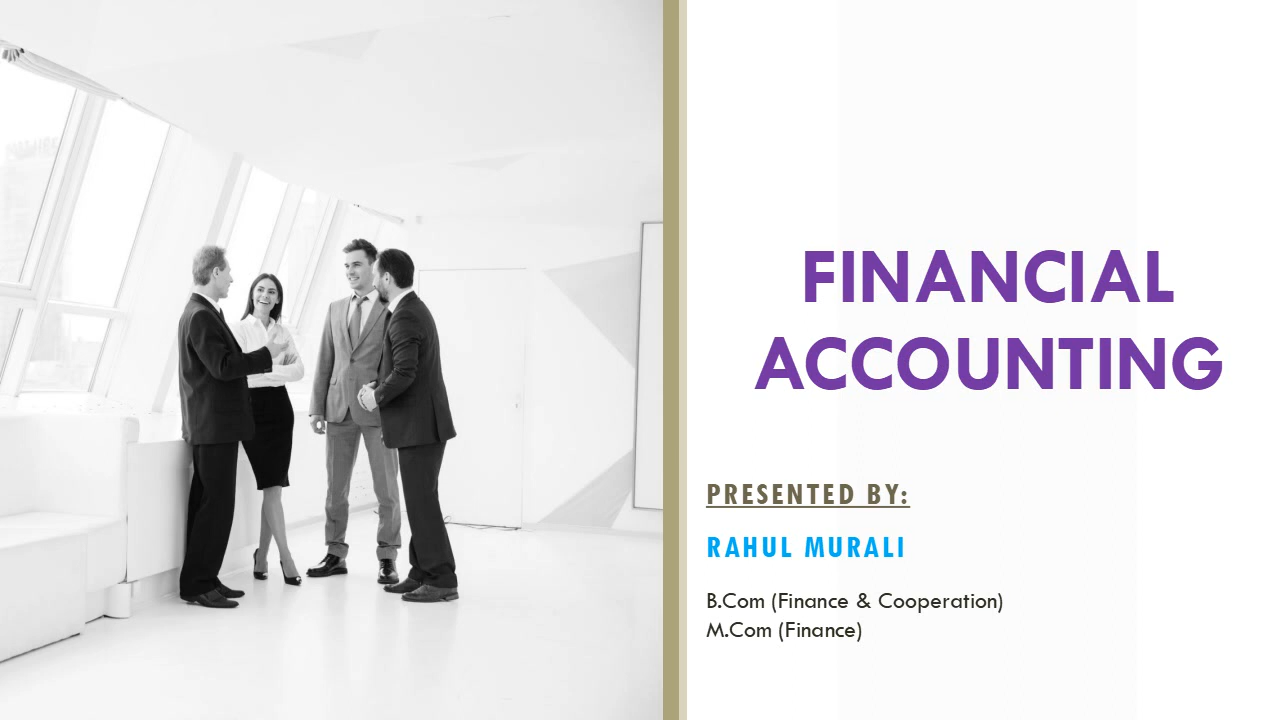 FINANCIAL
ACCOUNTING
PRESENTED BY:
RAHUL MURALI
B.Com (Finance & Cooperation)
M.Com (Finance)